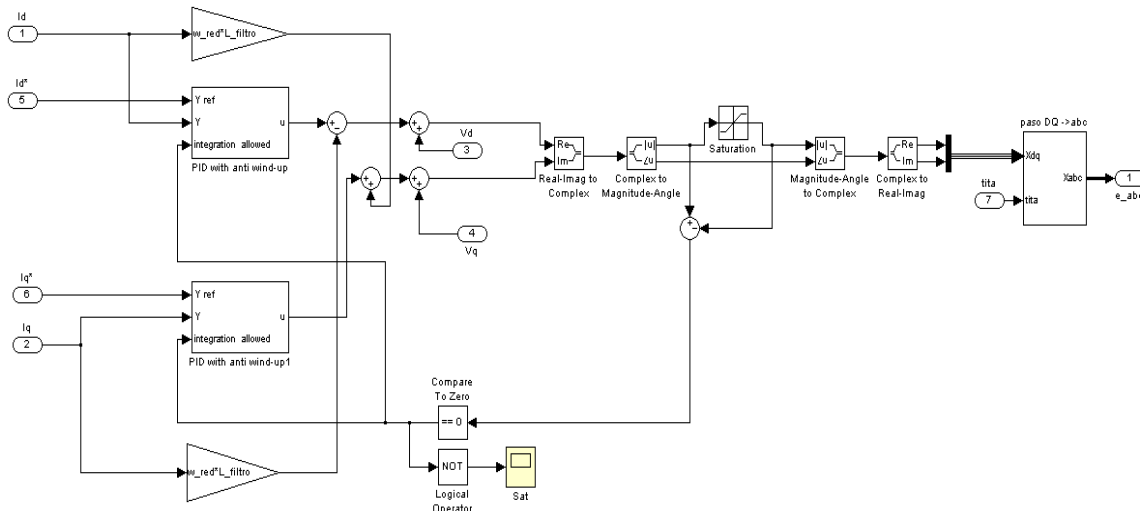 Id
1
w_red*L_filtro
Id*
5
Y ref
Y
u
integration allowed
PID with anti wind-up
Vd
3
4
Vq
Re
Im
Real-Imag to
Complex
|u|
∠u
Complex to
Magnitude-Angle
Saturation
|u|
∠u
Magnitude-Angle
to Complex
Re
Im
Complex to
Real-Imag
paso DQ ->abc
Xdq
Xabc
tita
tita
7
1
e_abc
Iq*
6
Iq
2
Y ref
Y
u
integration allowed
PID with anti wind-up1
Compare
To Zero
== 0
w_red*L_filtro
NOT
Logical
Operator
Sat